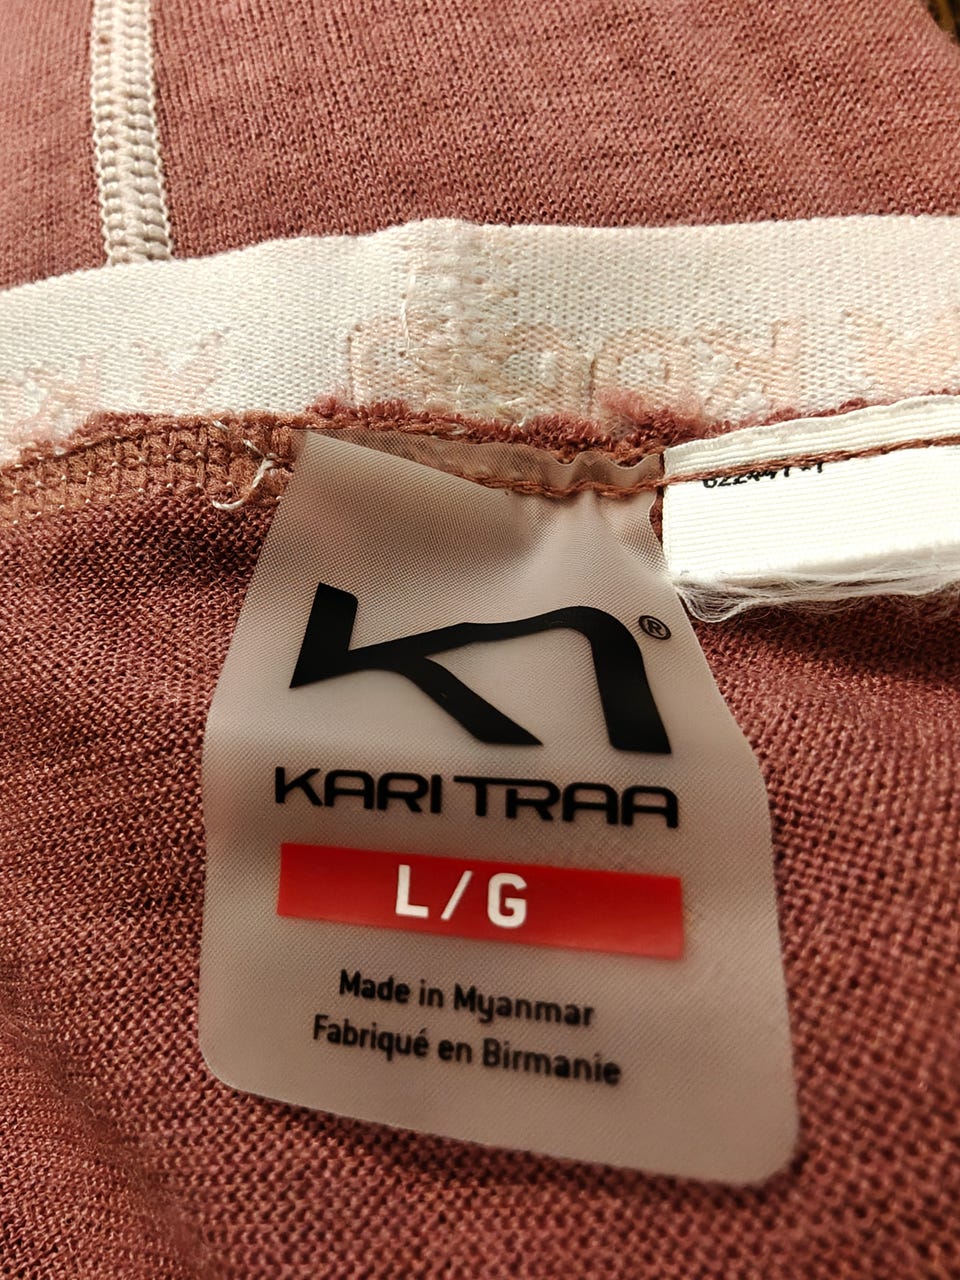 ®
KARI TRAA
L/G
Made in Myanmar
Fabriqué en Birmanie